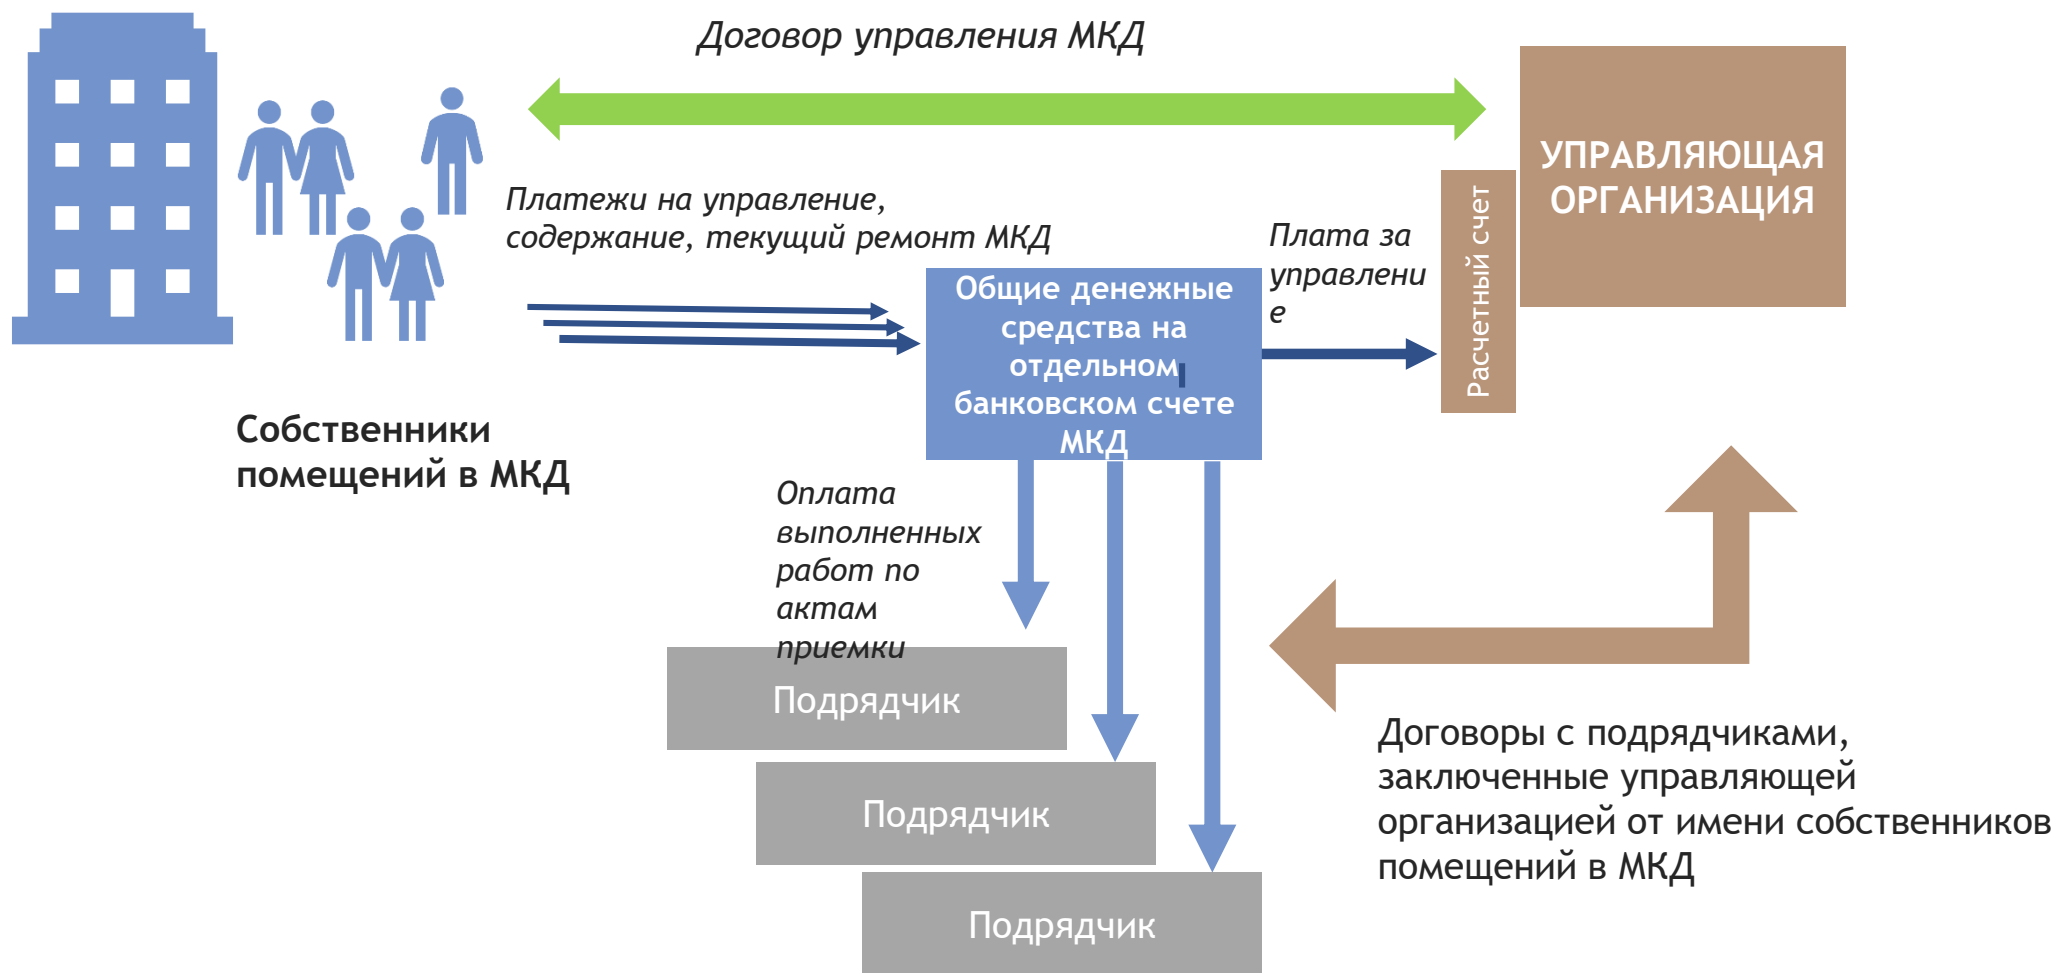 Договор управления МКД
УПРАВЛЯЮЩАЯ
ОРГАНИЗАЦИЯ
Расчетный счет
Платежи на управление,
содержание, текущий ремонт МКД
Плата за
управлени
е
Общие денежные
средства на
отдельном
банковском счете
МКД
Собственники
помещений в МКД
Оплата
выполненных
работ по
актам
приемки
Подрядчик
Подрядчик
Подрядчик
Договоры с подрядчиками,
заключенные управляющей
организацией от имени собственников
помещений в МКД